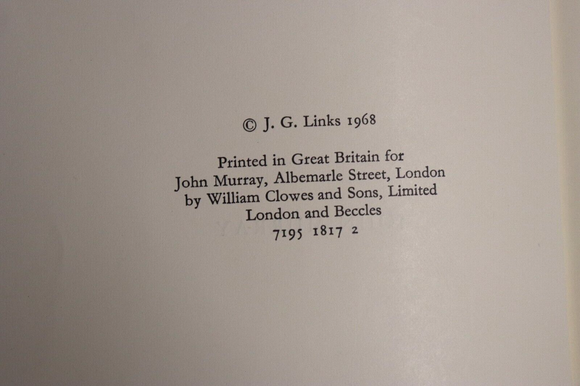 © J. G. Links 1968
Printed in Great Britain for
John Murray, Albemarle Street, London
by William Clowes and Sons, Limited
London and Beccles
7195 1817 2